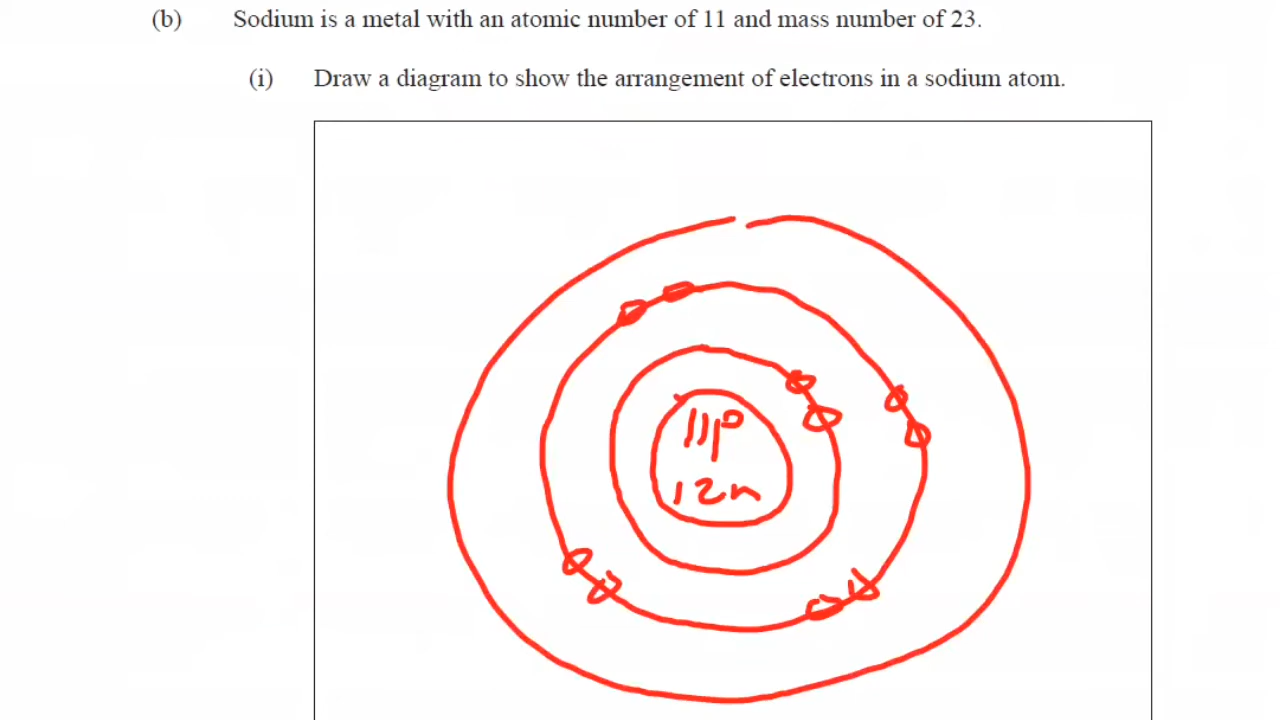 (b) Sodium is a metal with an atomic number of 11 and mass number of 23.
(i) Draw a diagram to show the arrangement of electrons in a sodium atom.
11p
12n